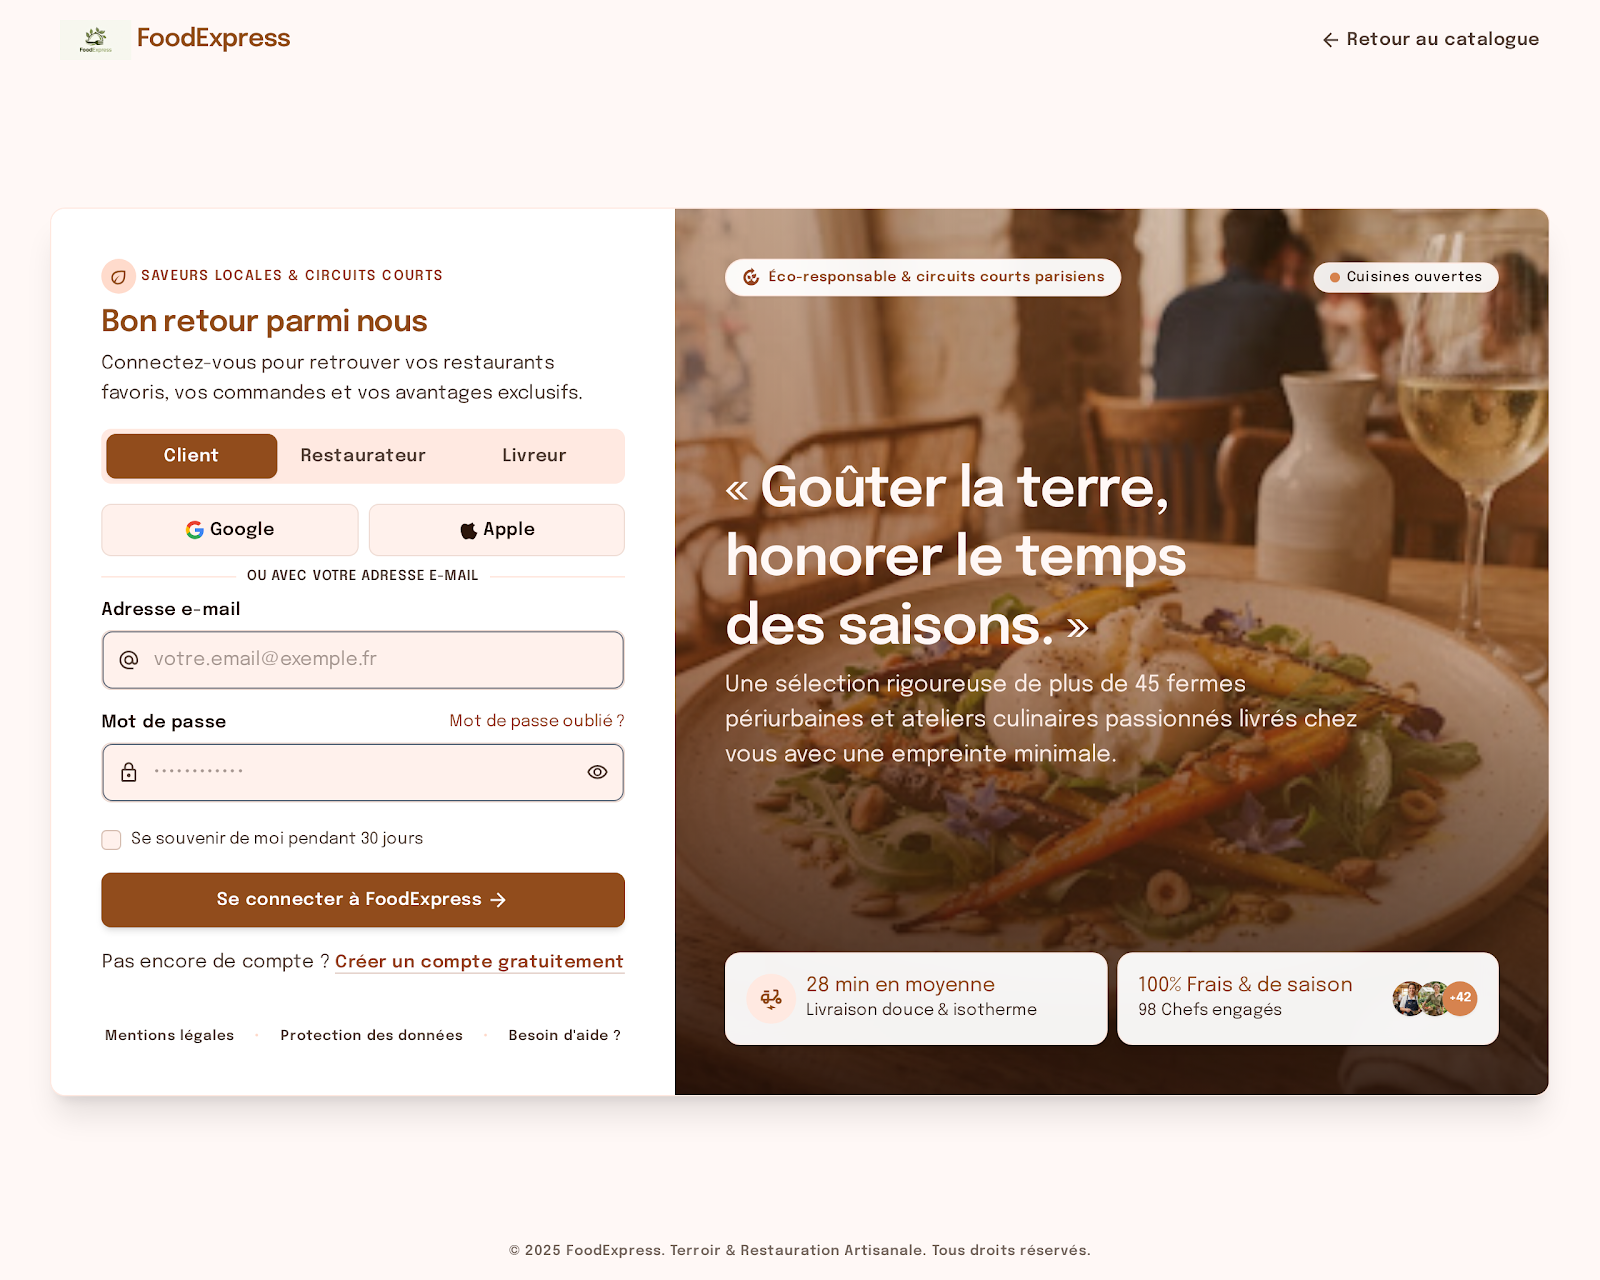 FoodExpress
FoodExpress
← Retour au catalogue
SAVEURS LOCALES & CIRCUITS COURTS
Bon retour parmi nous
Connectez-vous pour retrouver vos restaurants
favoris, vos commandes et vos avantages exclusifs.
Client
Restaurateur
Livreur
Google
Apple
OU AVEC VOTRE ADRESSE E-MAIL
Adresse e-mail
votre.email@exemple.fr
Mot de passe
Mot de passe oublié ?
••••••••••••
Se souvenir de moi pendant 30 jours
Se connecter à FoodExpress →
Pas encore de compte ? Créer un compte gratuitement
Mentions légales · Protection des données · Besoin d'aide ?
Éco-responsable & circuits courts parisiens
Cuisines ouvertes
« Goûter la terre,
honorer le temps
des saisons. »
Une sélection rigoureuse de plus de 45 fermes
périurbaines et ateliers culinaires passionnés livrés chez
vous avec une empreinte minimale.
28 min en moyenne
Livraison douce & isotherme
100% Frais & de saison
98 Chefs engagés
+42
© 2025 FoodExpress. Terroir & Restauration Artisanale. Tous droits réservés.